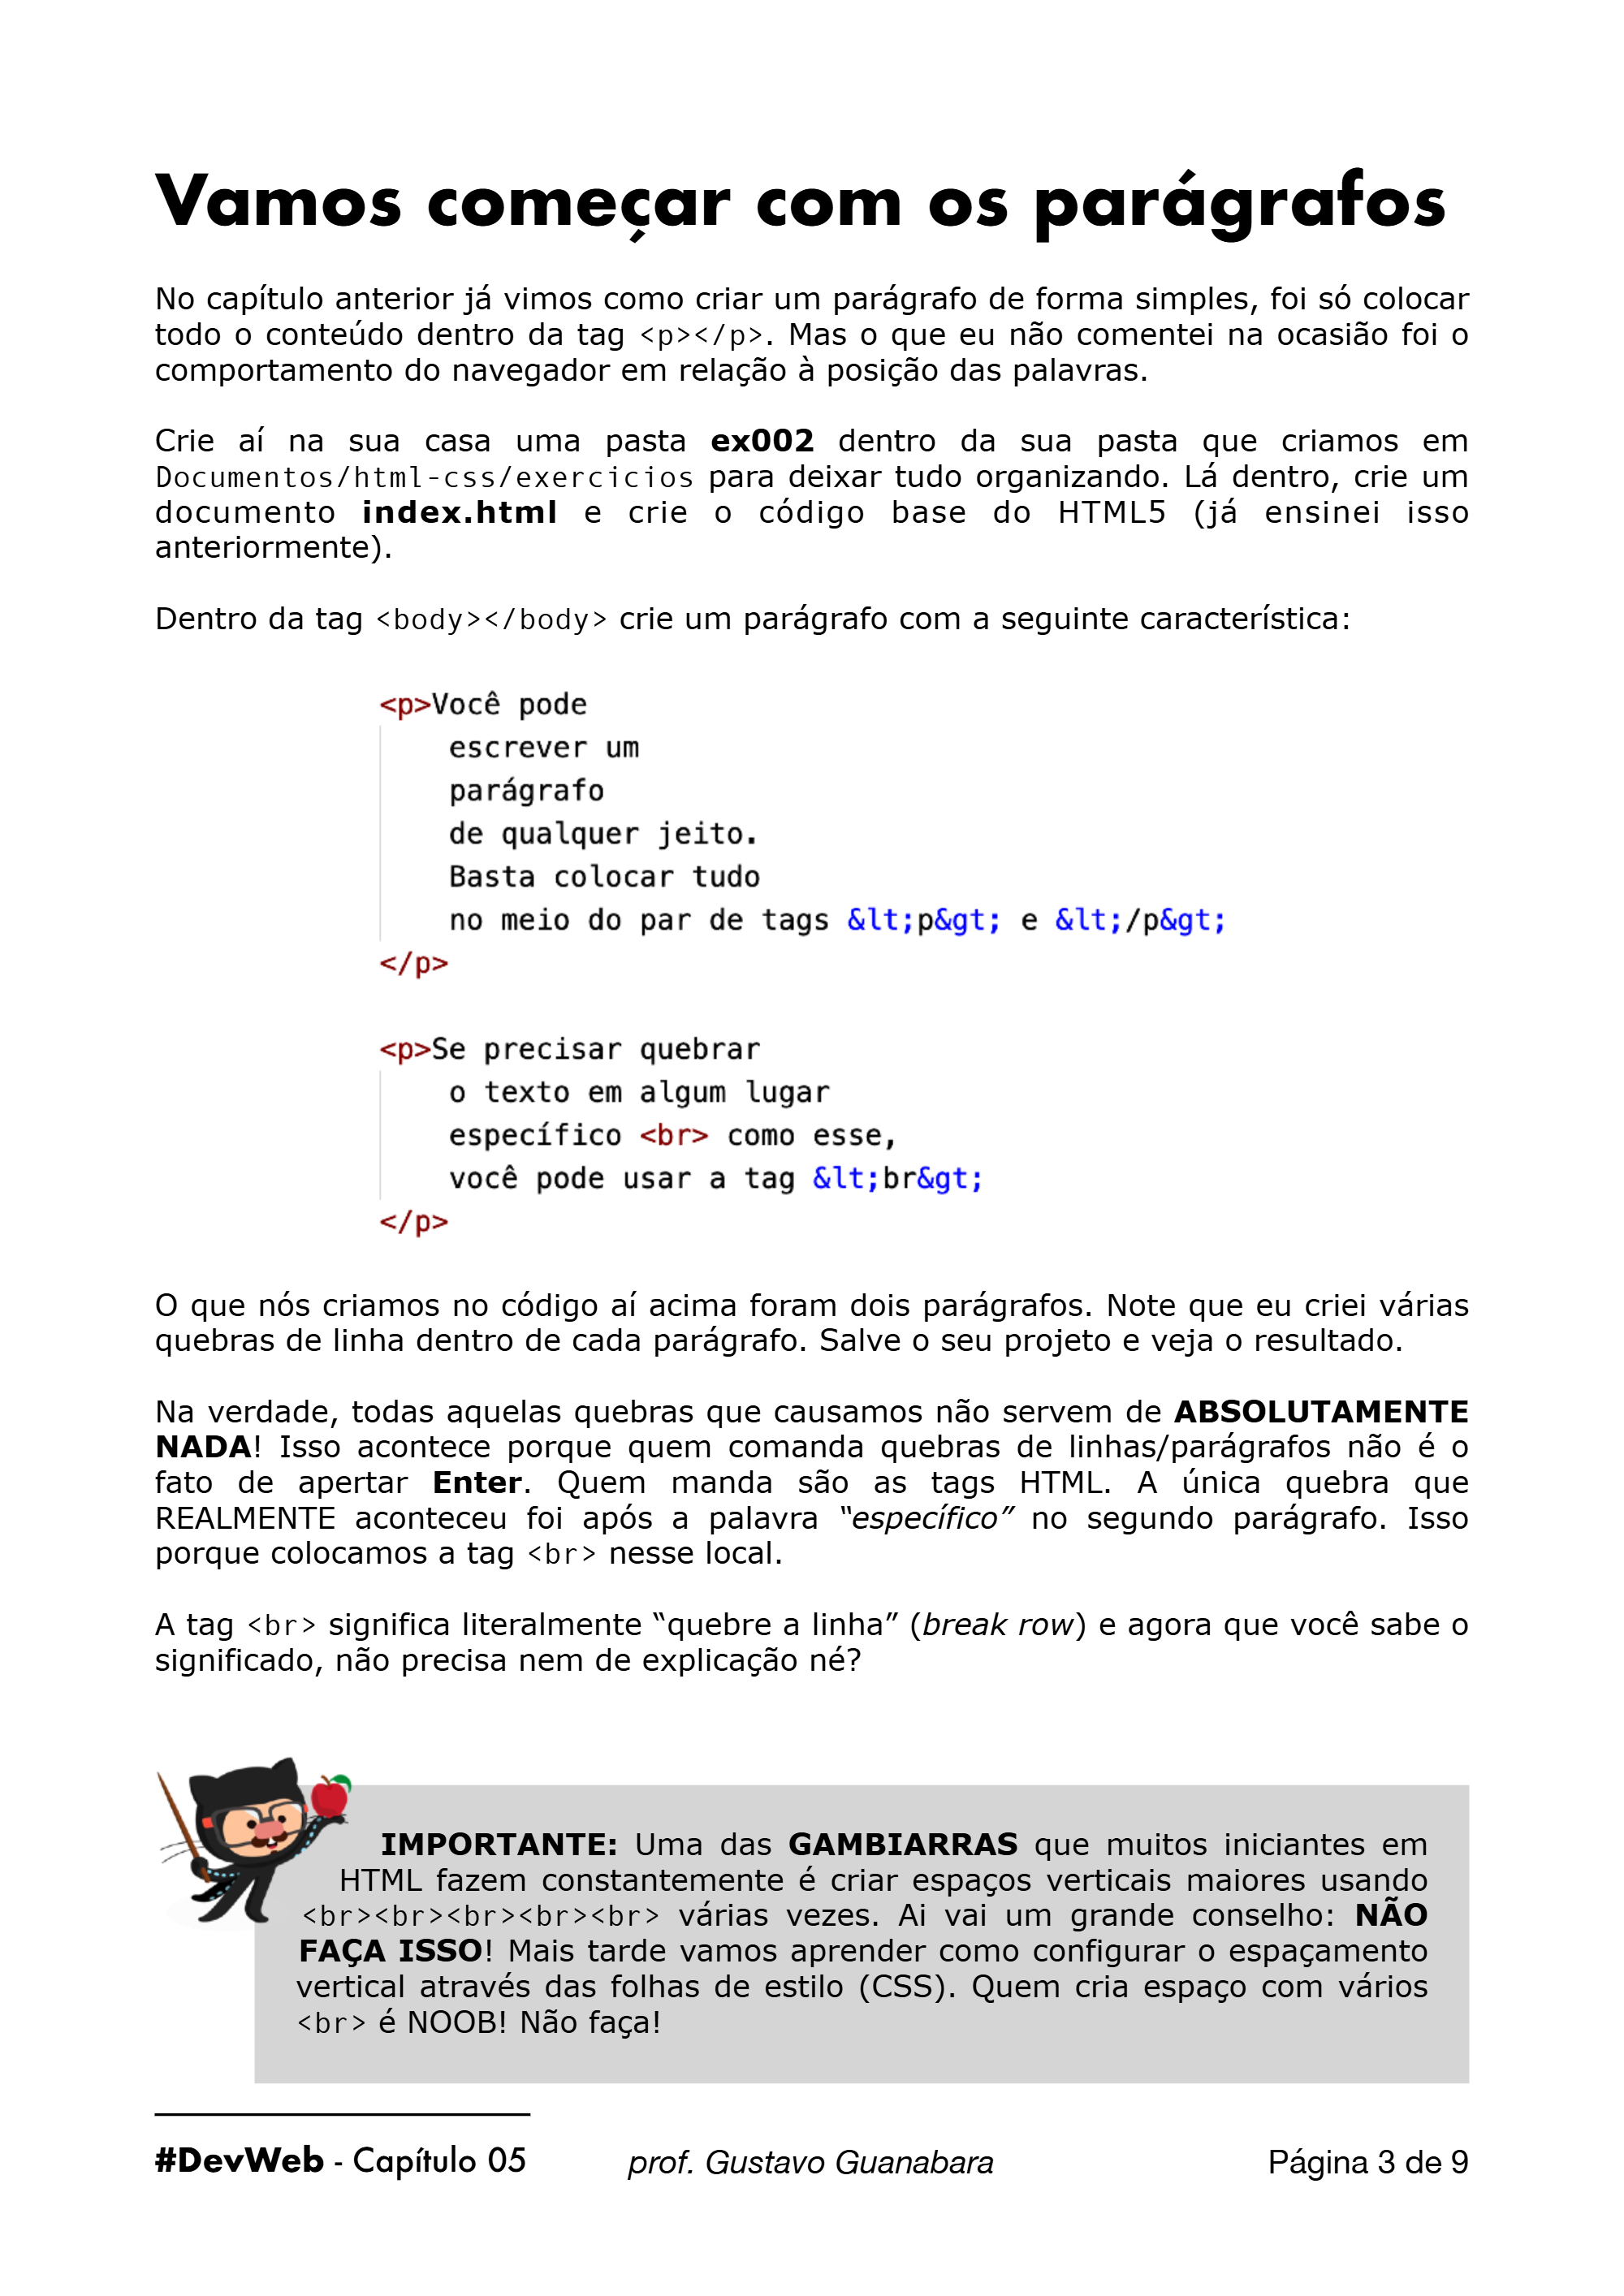 Vamos começar com os parágrafos
No capítulo anterior já vimos como criar um parágrafo de forma simples, foi só colocar
todo o conteúdo dentro da tag <p></p>. Mas o que eu não comentei na ocasião foi o
comportamento do navegador em relação à posição das palavras.
Crie aí na sua casa uma pasta ex002 dentro da sua pasta que criamos em
Documentos/html-css/exercicios para deixar tudo organizando. Lá dentro, crie um
documento index.html e crie o código base do HTML5 (já ensinei isso
anteriormente).
Dentro da tag <body></body> crie um parágrafo com a seguinte característica:
<p>Você pode
escrever um
parágrafo
de qualquer jeito.
Basta colocar tudo
no meio do par de tags &lt;p&gt; e &lt;/p&gt;
</p>
<p>Se precisar quebrar
o texto em algum lugar
específico <br> como esse,
você pode usar a tag &lt;br&gt;
</p>
O que nós criamos no código aí acima foram dois parágrafos. Note que eu criei várias
quebras de linha dentro de cada parágrafo. Salve o seu projeto e veja o resultado.
Na verdade, todas aquelas quebras que causamos não servem de ABSOLUTAMENTE
NADA! Isso acontece porque quem comanda quebras de linhas/parágrafos não é o
fato de apertar Enter. Quem manda são as tags HTML. A única quebra que
REALMENTE aconteceu foi após a palavra “específico” no segundo parágrafo. Isso
porque colocamos a tag <br> nesse local.
A tag <br> significa literalmente “quebre a linha” (break row) e agora que você sabe o
significado, não precisa nem de explicação né?
IMPORTANTE: Uma das GAMBIARRAS que muitos iniciantes em
HTML fazem constantemente é criar espaços verticais maiores usando
<br><br><br><br><br> várias vezes. Ai vai um grande conselho: NÃO
FAÇA ISSO! Mais tarde vamos aprender como configurar o espaçamento
vertical através das folhas de estilo (CSS). Quem cria espaço com vários
<br> é NOOB! Não faça!
#DevWeb - Capítulo 05 prof. Gustavo Guanabara Página 3 de 9